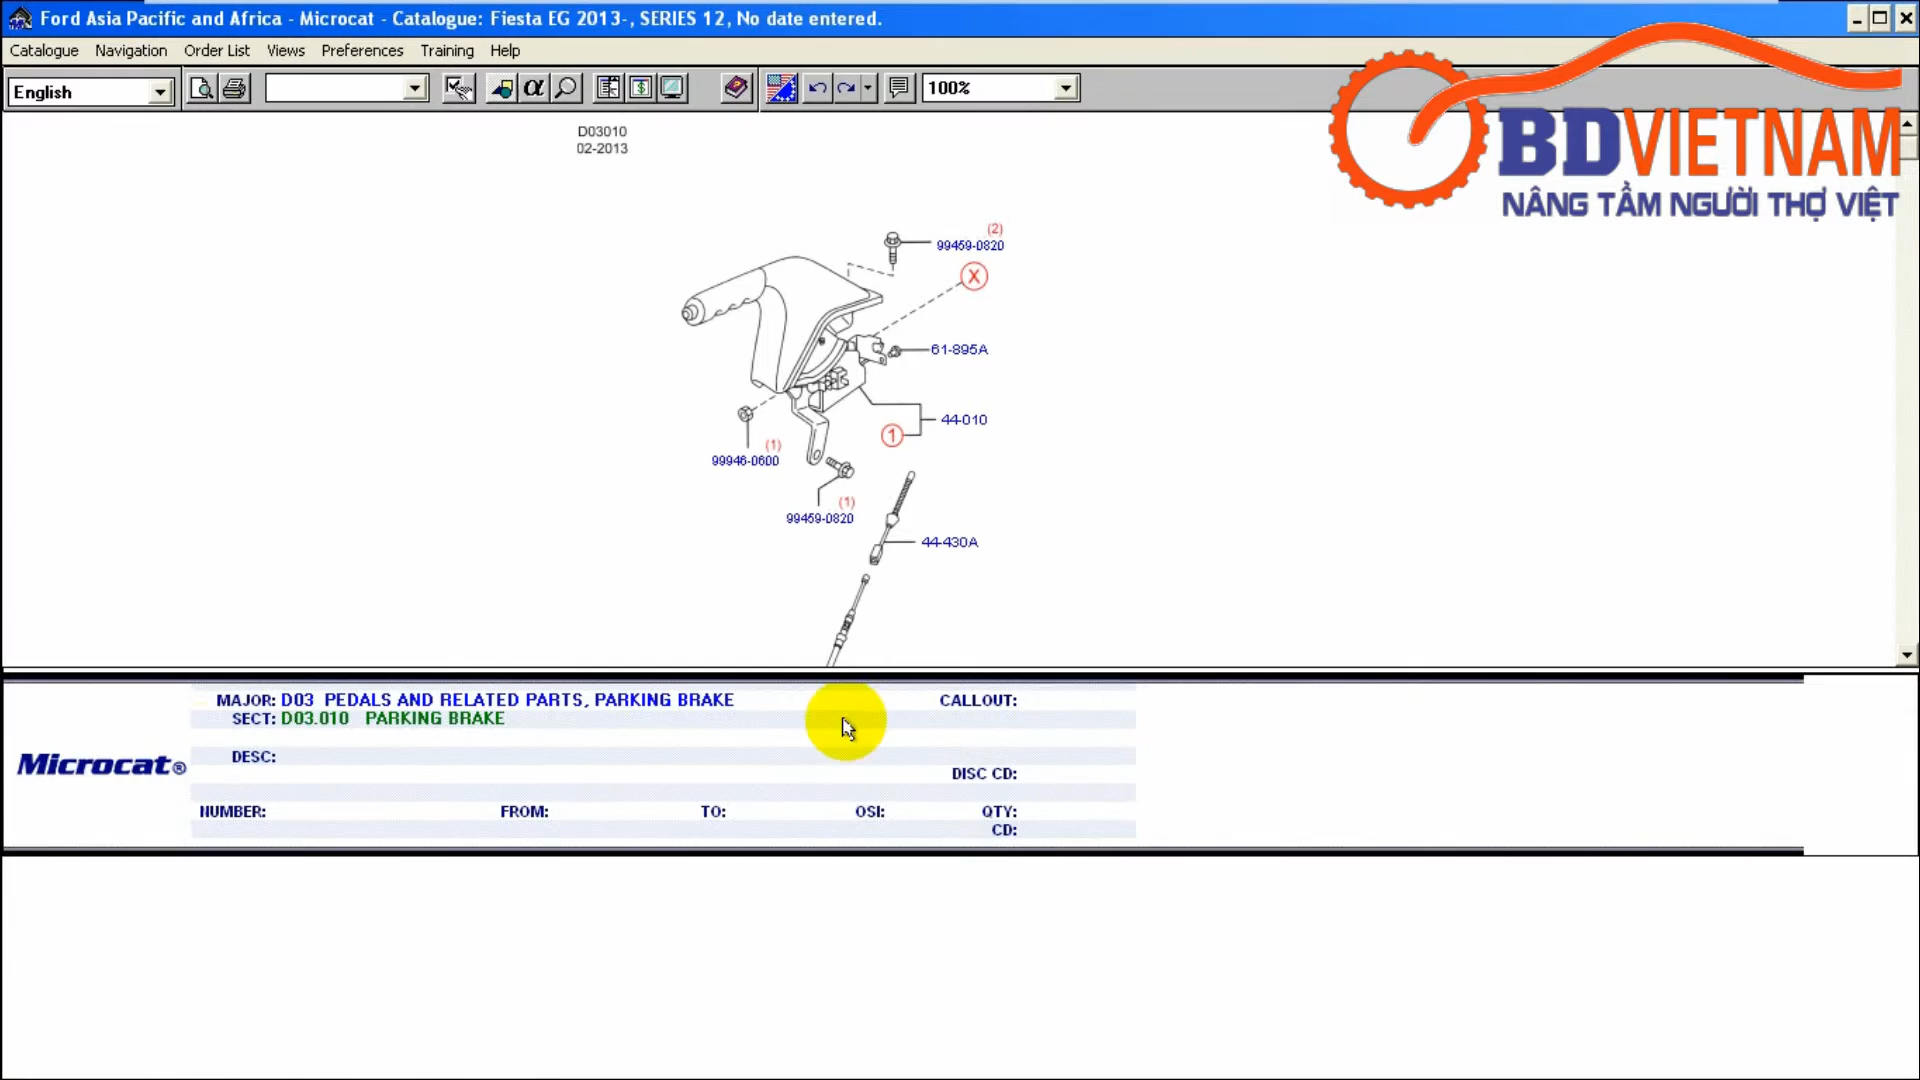 Ford Asia Pacific and Africa - Microcat - Catalogue: Fiesta EG 2013-, SERIES 12, No date entered.
Catalogue Navigation Order List Views Preferences Training Help
English α $ 100%
BDVIETNAM
NÂNG TẦM NGƯỜI THỢ VIỆT
D03010
02-2013
(2)
99459-0820
X
61-895A
44-010
1
(1)
99946-0600
(1)
99459-0820
44-430A
MAJOR: D03 PEDALS AND RELATED PARTS, PARKING BRAKE CALLOUT:
SECT: D03.010 PARKING BRAKE
Microcat®
DESC:
DISC CD:
NUMBER: FROM: TO: OSI: QTY:
CD: